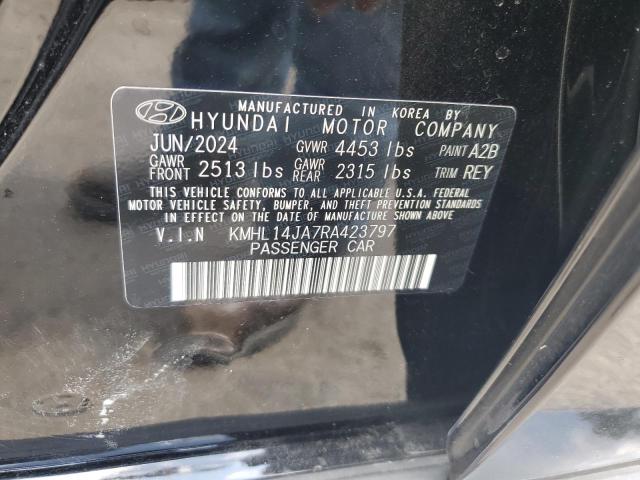 MANUFACTURED IN KOREA BY
HYUNDAI MOTOR COMPANY
JUN/2024 GVWR 4453 lbs PAINT A2B
GAWR FRONT 2513 lbs GAWR REAR 2315 lbs TRIM REY
THIS VEHICLE CONFORMS TO ALL APPLICABLE U.S.A. FEDERAL
MOTOR VEHICLE SAFETY, BUMPER, AND THEFT PREVENTION STANDARDS
IN EFFECT ON THE DATE OF MANUFACTURE SHOWN ABOVE
V.I.N KMHL14JA7RA423797
PASSENGER CAR